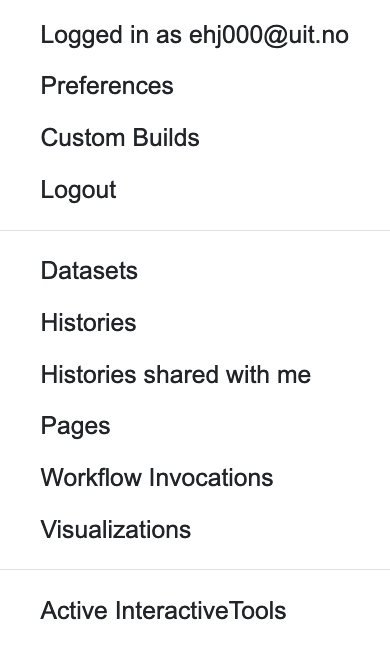 Logged in as ehj000@uit.no
Preferences
Custom Builds
Logout
Datasets
Histories
Histories shared with me
Pages
Workflow Invocations
Visualizations
Active InteractiveTools